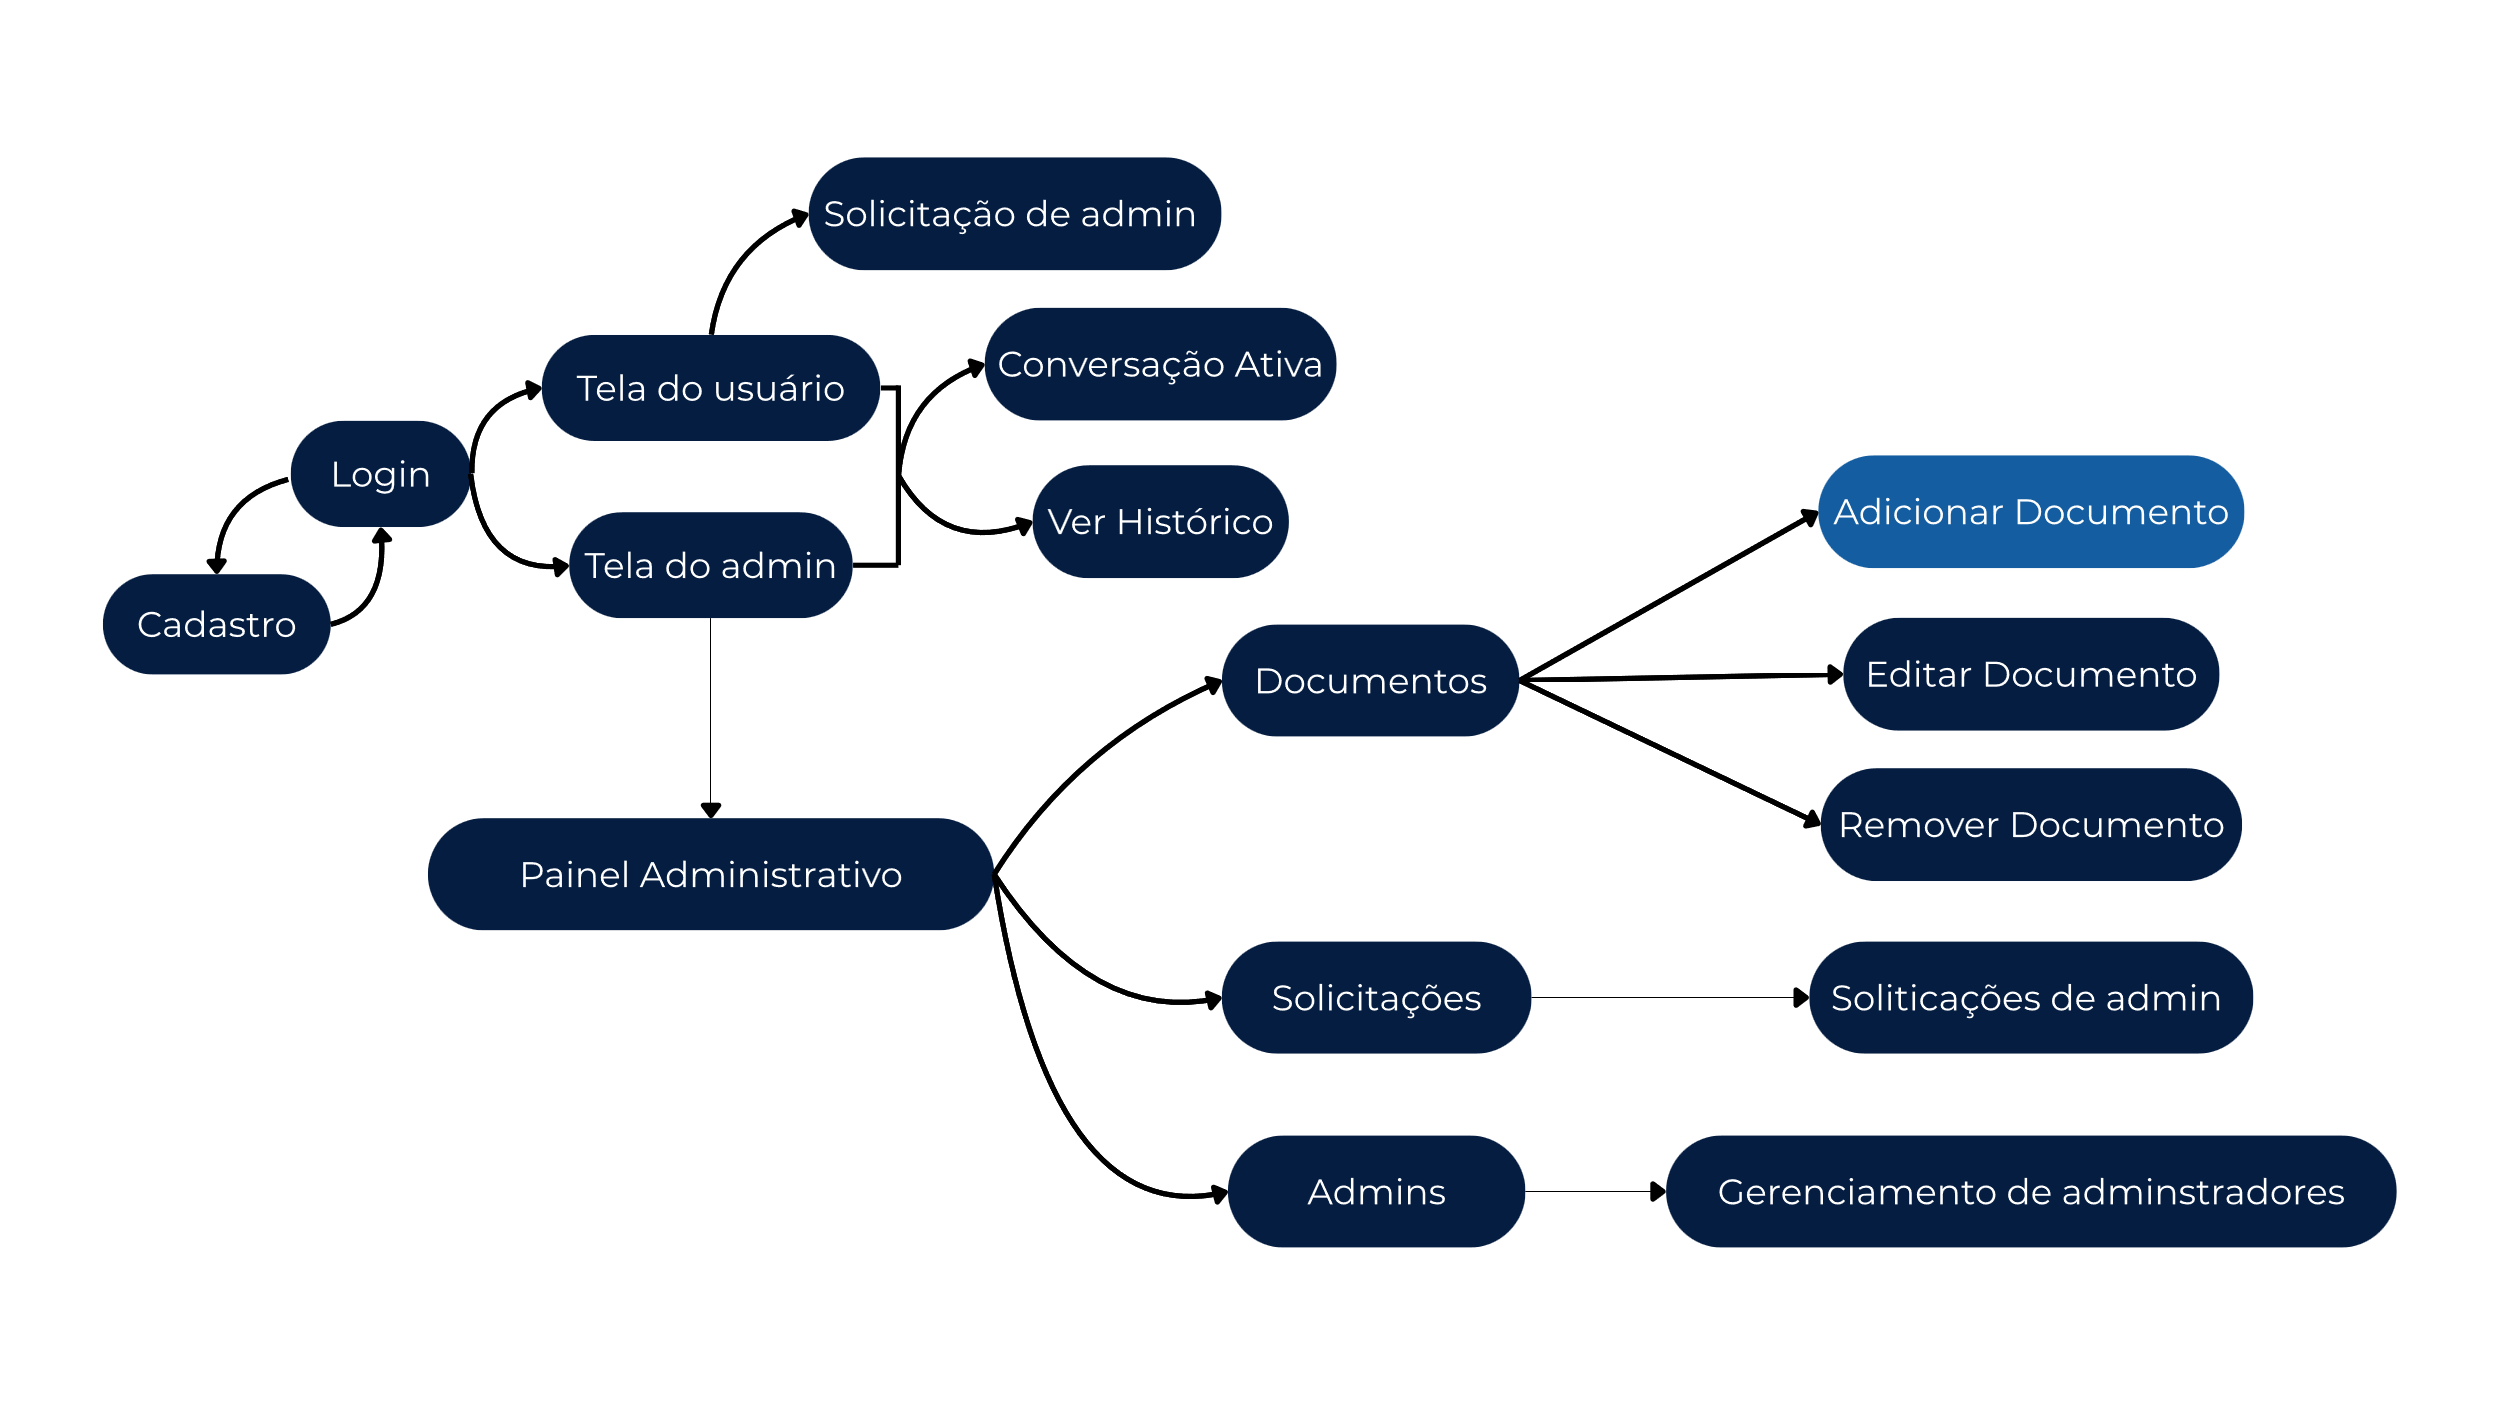 Solicitação de admin
Conversação Ativa
Tela do usuário
Login
Ver Histórico
Adicionar Documento
Tela do admin
Cadastro
Documentos
Editar Documento
Remover Documento
Painel Administrativo
Solicitações
Soliticações de admin
Admins
Gerenciamento de adminstradores